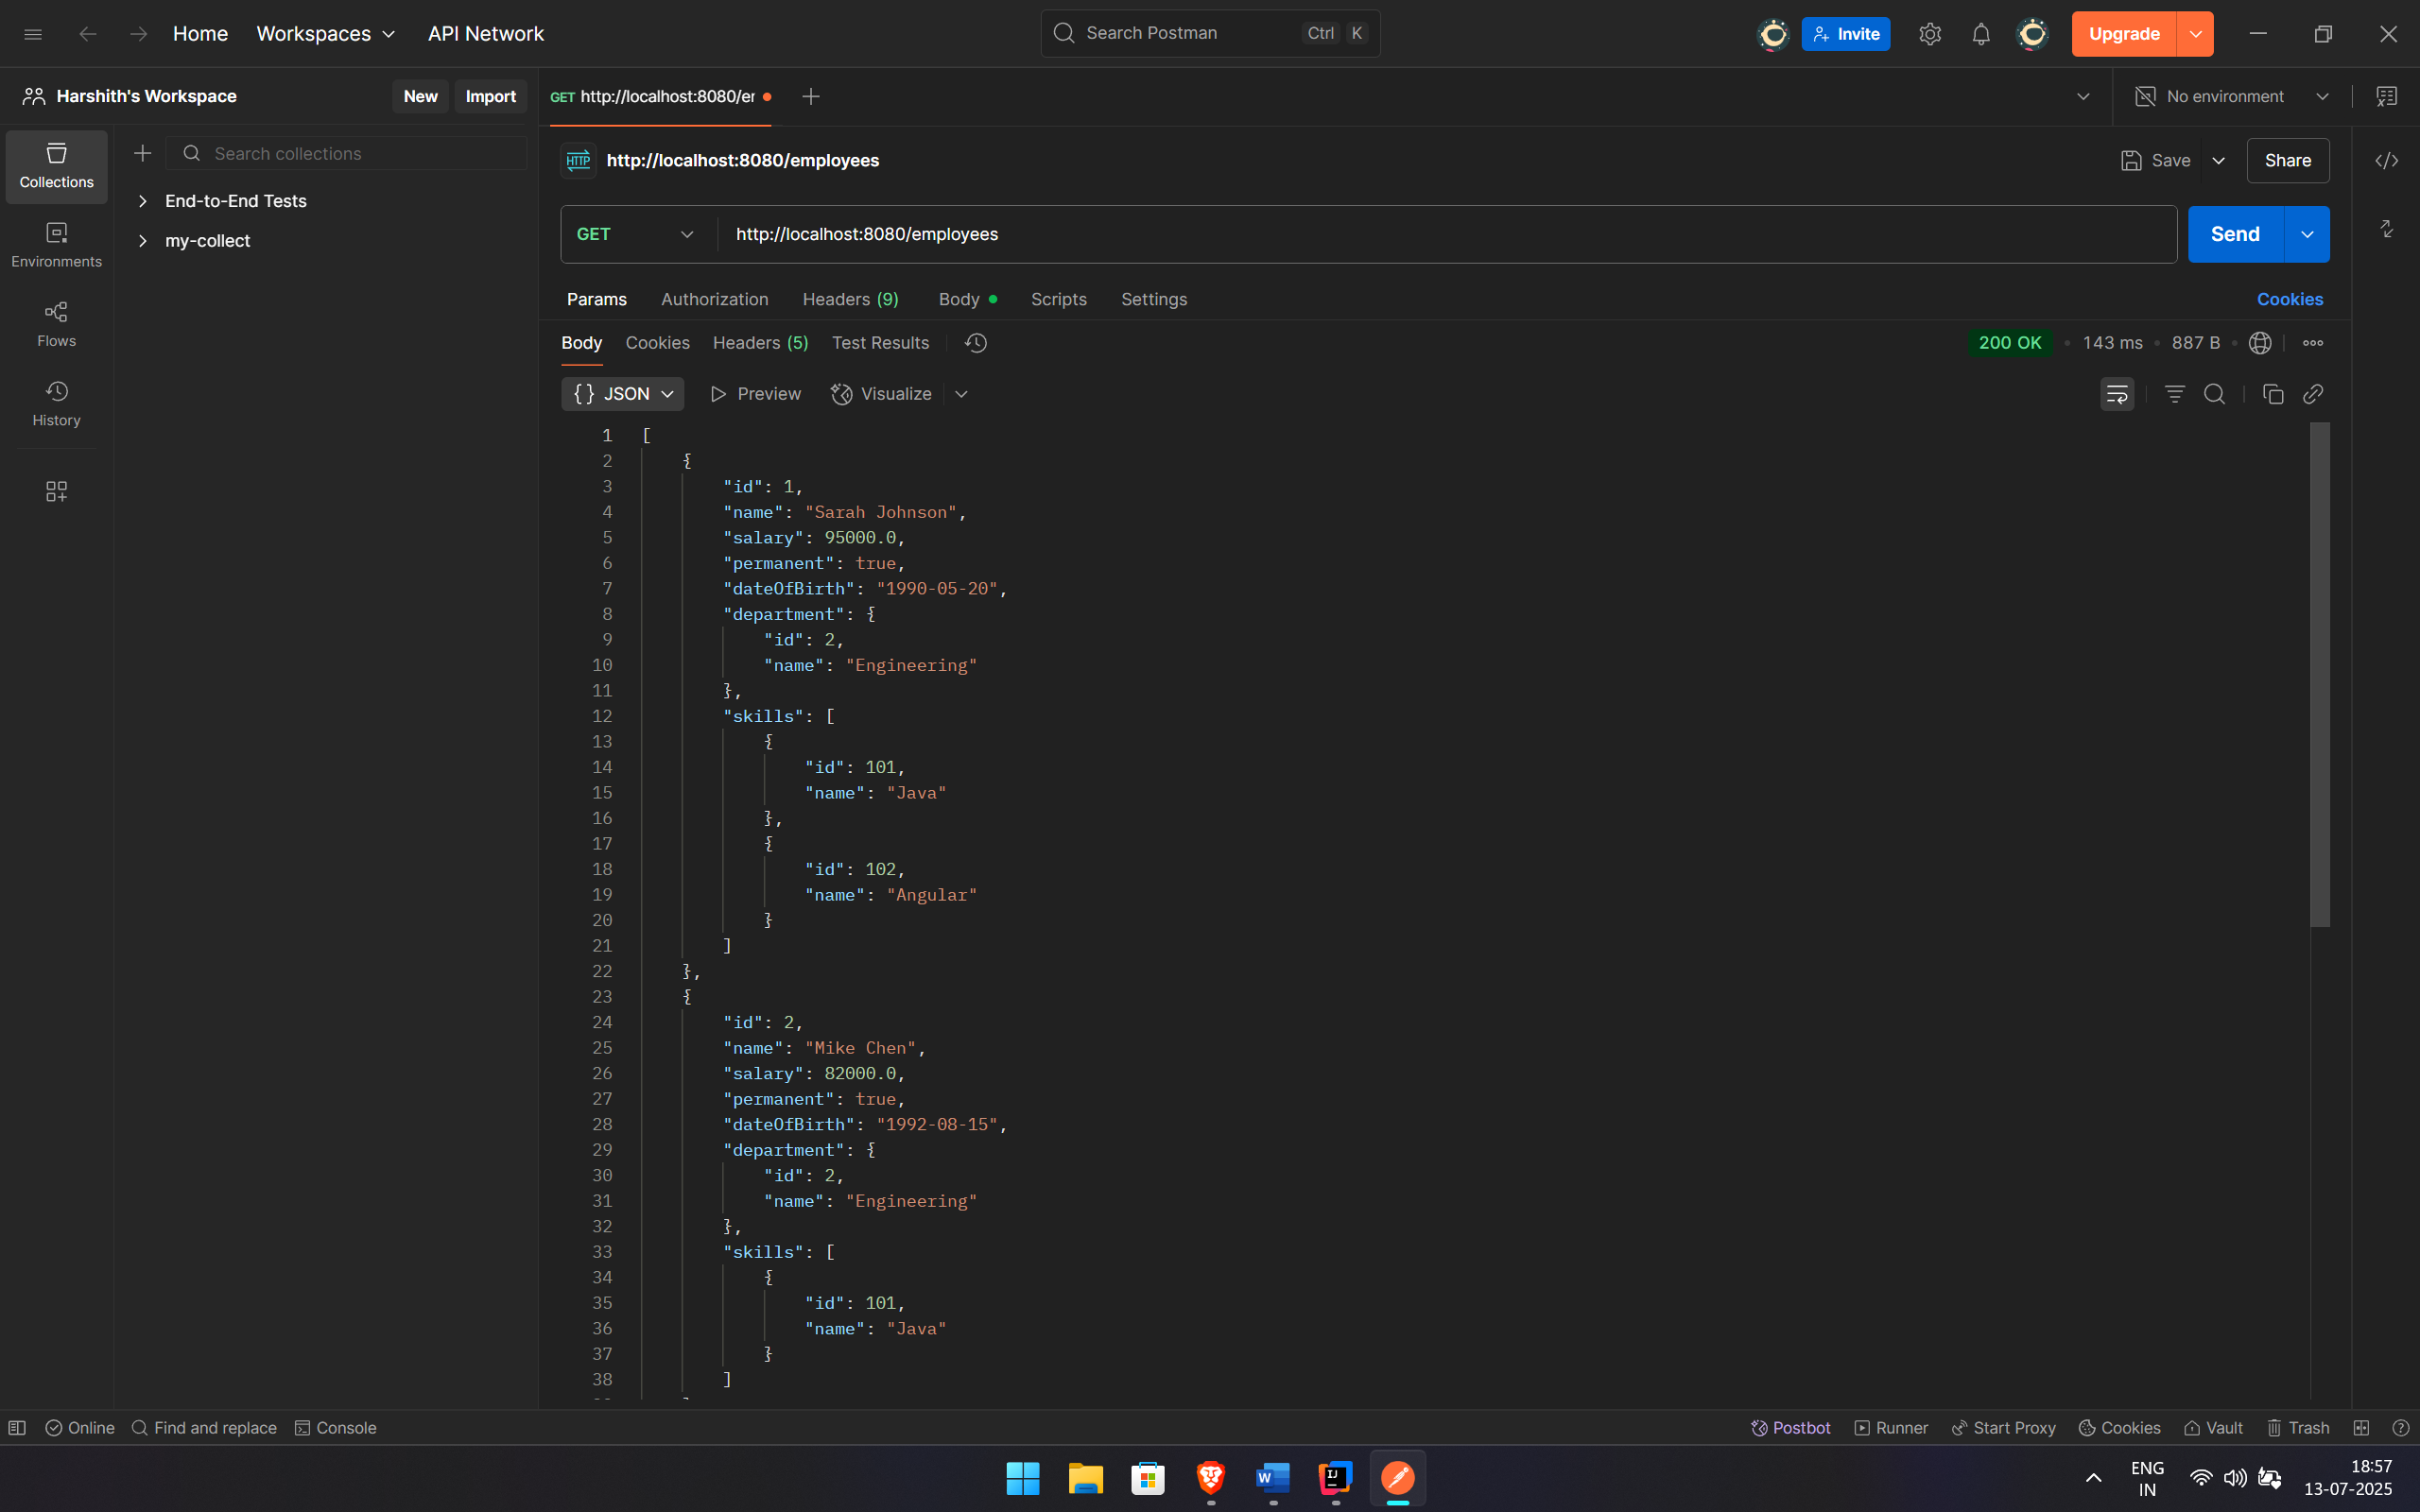 Home Workspaces API Network Search Postman Ctrl K Invite Upgrade
Harshith's Workspace New Import GET http://localhost:8080/er No environment
Collections
Search collections
End-to-End Tests
my-collect
Environments
Flows
History
HTTP http://localhost:8080/employees Save Share
GET http://localhost:8080/employees Send
Params Authorization Headers (9) Body Scripts Settings Cookies
Body Cookies Headers (5) Test Results 200 OK 143 ms 887 B
{} JSON Preview Visualize
1 [
2 {
3 "id": 1,
4 "name": "Sarah Johnson",
5 "salary": 95000.0,
6 "permanent": true,
7 "dateOfBirth": "1990-05-20",
8 "department": {
9 "id": 2,
10 "name": "Engineering"
11 },
12 "skills": [
13 {
14 "id": 101,
15 "name": "Java"
16 },
17 {
18 "id": 102,
19 "name": "Angular"
20 }
21 ]
22 },
23 {
24 "id": 2,
25 "name": "Mike Chen",
26 "salary": 82000.0,
27 "permanent": true,
28 "dateOfBirth": "1992-08-15",
29 "department": {
30 "id": 2,
31 "name": "Engineering"
32 },
33 "skills": [
34 {
35 "id": 101,
36 "name": "Java"
37 }
38 ]
Online Find and replace Console Postbot Runner Start Proxy Cookies Vault Trash
W IJ
ENG
IN
18:57
13-07-2025